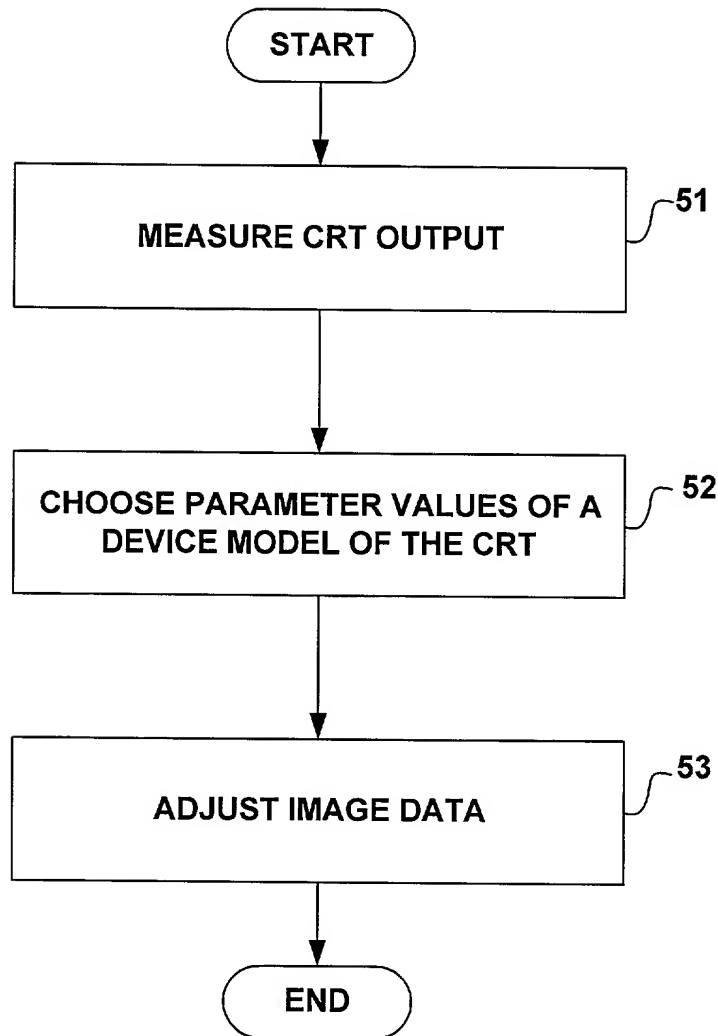 START
MEASURE CRT OUTPUT
51
CHOOSE PARAMETER VALUES OF A
DEVICE MODEL OF THE CRT
52
ADJUST IMAGE DATA
53
END